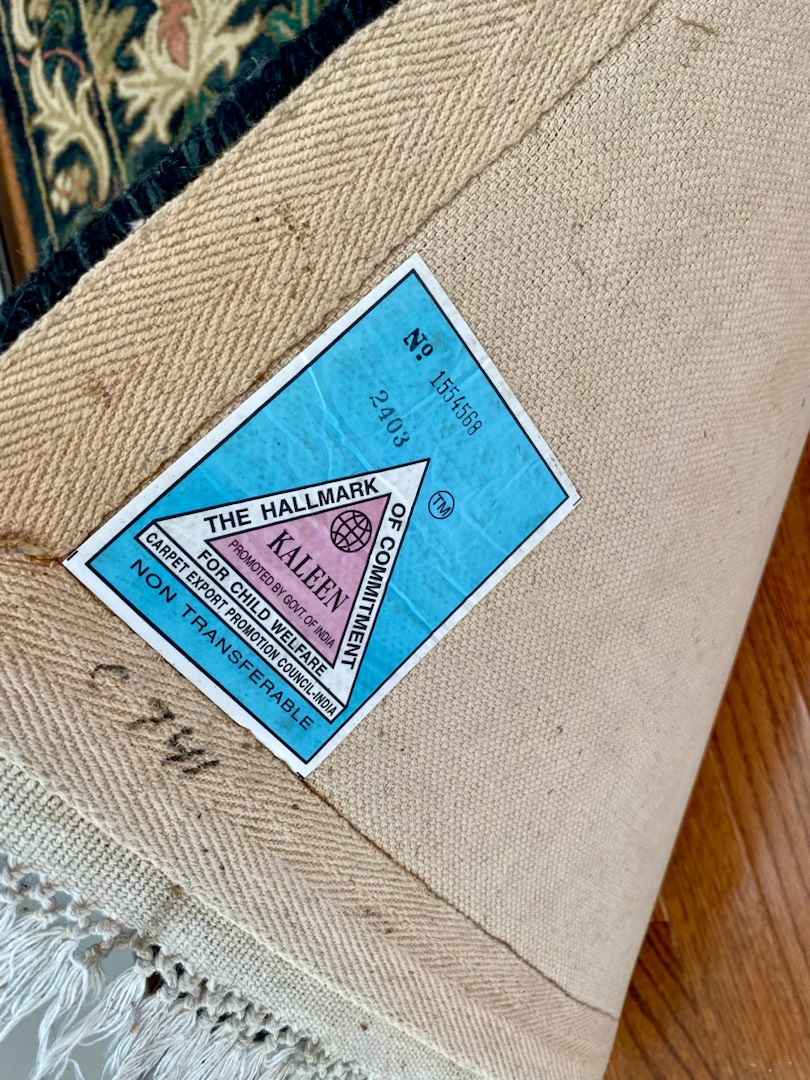 Nº 1554568
2403
TM
THE HALLMARK
OF COMMITMENT
KALEEN
PROMOTED BY GOVT. OF INDIA
FOR CHILD WELFARE
CARPET EXPORT PROMOTION COUNCIL-INDIA
NON TRANSFERABLE